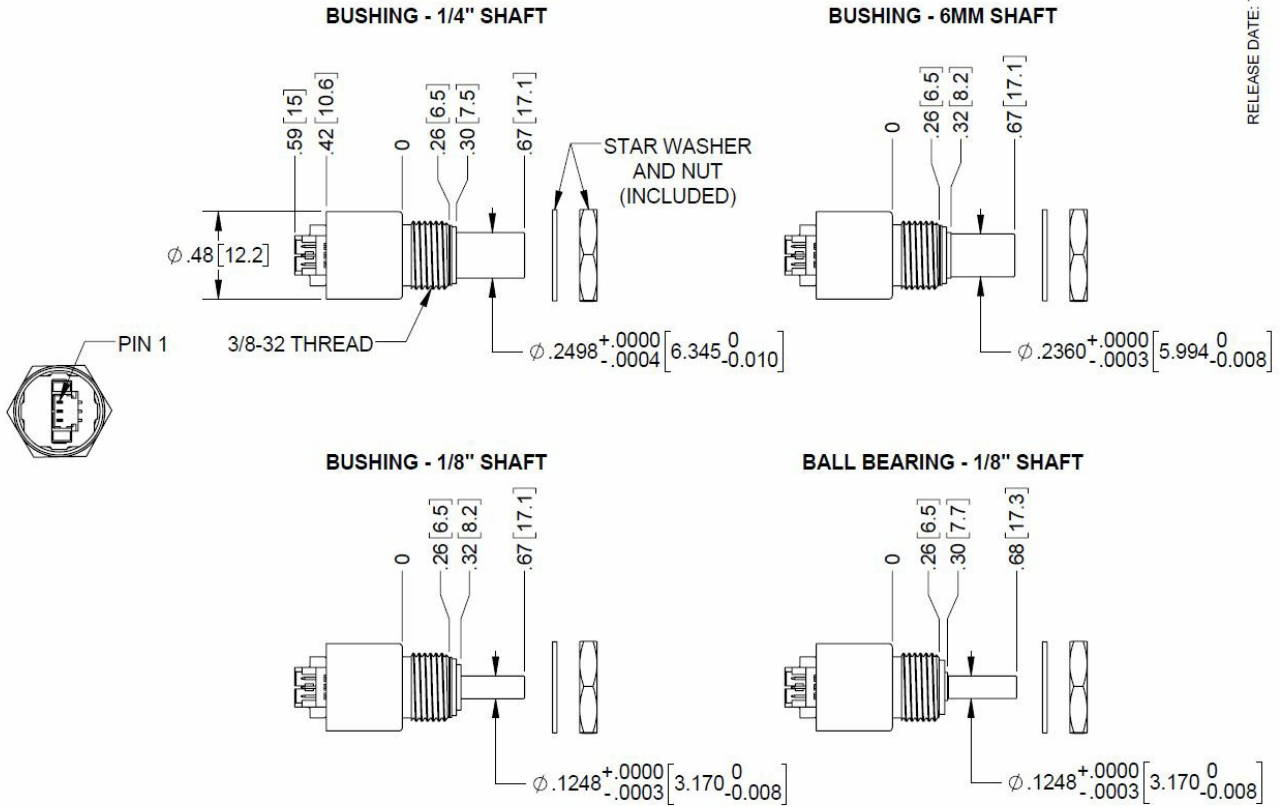 BUSHING - 1/4" SHAFT
.59 [15]
.42 [10.6]
0
.26 [6.5]
.30 [7.5]
.67 [17.1]
STAR WASHER
AND NUT
(INCLUDED)
Ø .48 [12.2]
3/8-32 THREAD
Ø .2498 +.0000 -.0004 [6.345 0 -0.010]
PIN 1
BUSHING - 6MM SHAFT
0
.26 [6.5]
.32 [8.2]
.67 [17.1]
Ø .2360 +.0000 -.0003 [5.994 0 -0.008]
RELEASE DATE:
BUSHING - 1/8" SHAFT
0
.26 [6.5]
.32 [8.2]
.67 [17.1]
Ø .1248 +.0000 -.0003 [3.170 0 -0.008]
BALL BEARING - 1/8" SHAFT
0
.26 [6.5]
.30 [7.7]
.68 [17.3]
Ø .1248 +.0000 -.0003 [3.170 0 -0.008]